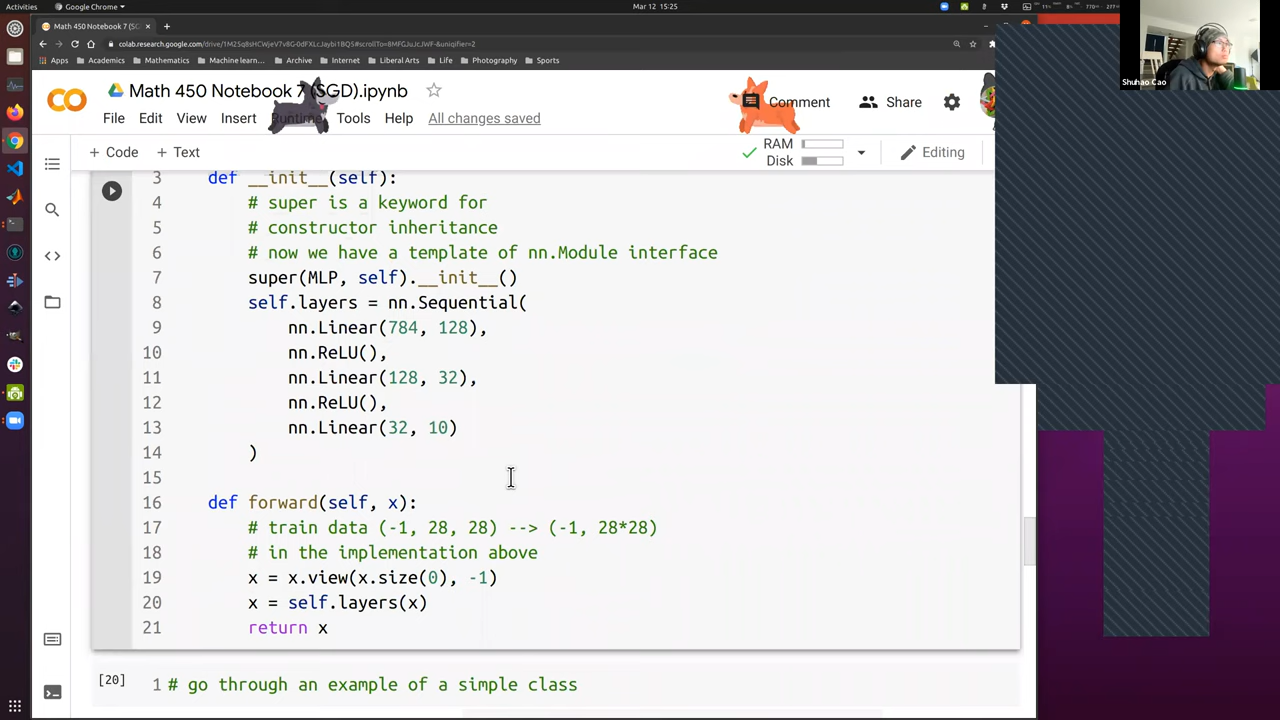 Activities
Google Chrome
Mar 12 15:25
Math 450 Notebook 7 (SGD
colab.research.google.com/drive/1M2Sq8sHCWjeV7v8G-0dFXLcJaybi1BQ5#scrollTo=8MFGJuJcJWF-&uniqifier=2
Apps
Academics
Mathematics
Machine learn...
Archive
Internet
Liberal Arts
Life
Photography
Sports
Shuhao Cao
Math 450 Notebook 7 (SGD).ipynb
Comment
Share
File Edit View Insert Runtime Tools Help All changes saved
+ Code + Text
RAM
Disk
Editing
3 def __init__(self):
4 # super is a keyword for
5 # constructor inheritance
6 # now we have a template of nn.Module interface
7 super(MLP, self).__init__()
8 self.layers = nn.Sequential(
9 nn.Linear(784, 128),
10 nn.ReLU(),
11 nn.Linear(128, 32),
12 nn.ReLU(),
13 nn.Linear(32, 10)
14 )
15
16 def forward(self, x):
17 # train data (-1, 28, 28) --> (-1, 28*28)
18 # in the implementation above
19 x = x.view(x.size(0), -1)
20 x = self.layers(x)
21 return x
[20]
1 # go through an example of a simple class